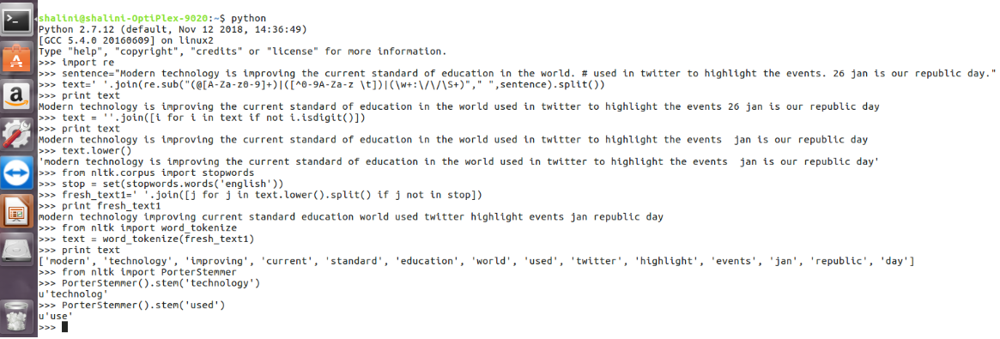 shalini@shalini-OptiPlex-9020:~$ python
Python 2.7.12 (default, Nov 12 2018, 14:36:49)
[GCC 5.4.0 20160609] on linux2
Type "help", "copyright", "credits" or "license" for more information.
>>> import re
>>> sentence="Modern technology is improving the current standard of education in the world. # used in twitter to highlight the events. 26 jan is our republic day."
>>> text=' '.join(re.sub("(@[A-Za-z0-9]+)|([^0-9A-Za-z \t])|(\w+:\/\/\S+)"," ",sentence).split())
>>> print text
Modern technology is improving the current standard of education in the world used in twitter to highlight the events 26 jan is our republic day
>>> text = ''.join([i for i in text if not i.isdigit()])
>>> print text
Modern technology is improving the current standard of education in the world used in twitter to highlight the events  jan is our republic day
>>> text.lower()
'modern technology is improving the current standard of education in the world used in twitter to highlight the events  jan is our republic day'
>>> from nltk.corpus import stopwords
>>> stop = set(stopwords.words('english'))
>>> fresh_text1=' '.join([j for j in text.lower().split() if j not in stop])
>>> print fresh_text1
modern technology improving current standard education world used twitter highlight events jan republic day
>>> from nltk import word_tokenize
>>> text = word_tokenize(fresh_text1)
>>> print text
['modern', 'technology', 'improving', 'current', 'standard', 'education', 'world', 'used', 'twitter', 'highlight', 'events', 'jan', 'republic', 'day']
>>> from nltk import PorterStemmer
>>> PorterStemmer().stem('technology')
u'technolog'
>>> PorterStemmer().stem('used')
u'use'
>>>